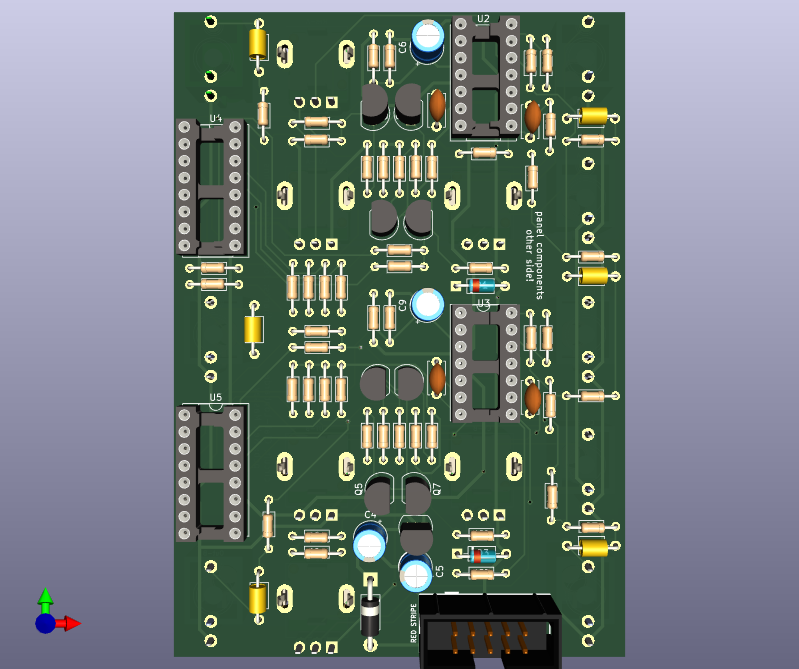 U2
C6
U4
panel components
other side!
C9
U3
U5
Q5
Q7
C4
C5
RED STRIPE